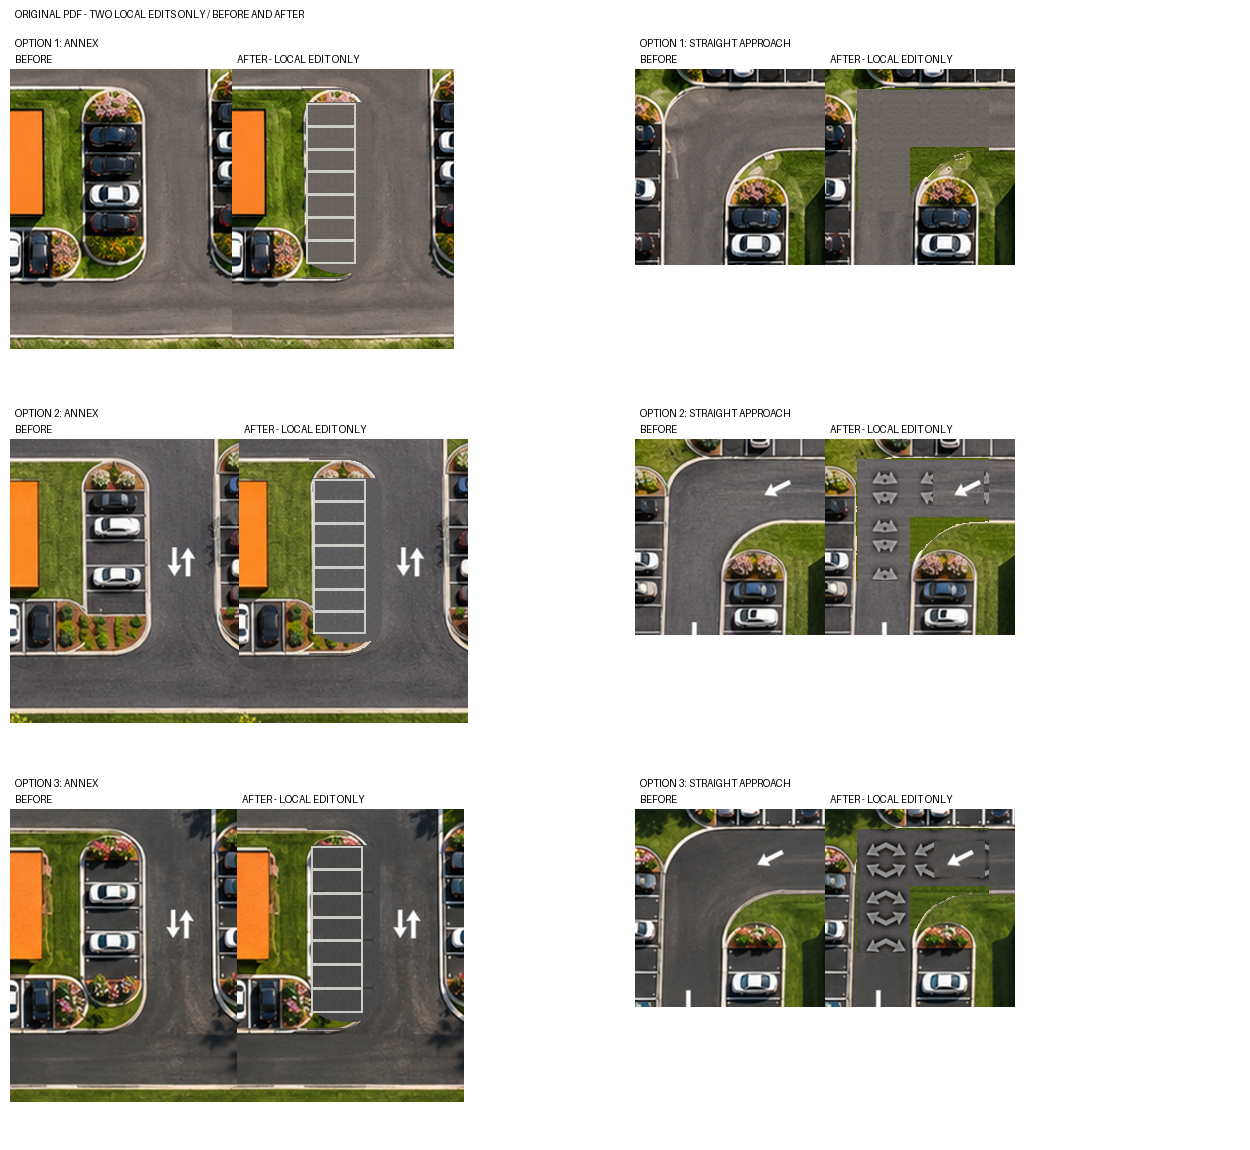 ORIGINAL PDF - TWO LOCAL EDITS ONLY / BEFORE AND AFTER
OPTION 1: ANNEX
BEFORE
AFTER - LOCAL EDIT ONLY
OPTION 1: STRAIGHT APPROACH
BEFORE
AFTER - LOCAL EDIT ONLY
OPTION 2: ANNEX
BEFORE
AFTER - LOCAL EDIT ONLY
OPTION 2: STRAIGHT APPROACH
BEFORE
AFTER - LOCAL EDIT ONLY
OPTION 3: ANNEX
BEFORE
AFTER - LOCAL EDIT ONLY
OPTION 3: STRAIGHT APPROACH
BEFORE
AFTER - LOCAL EDIT ONLY